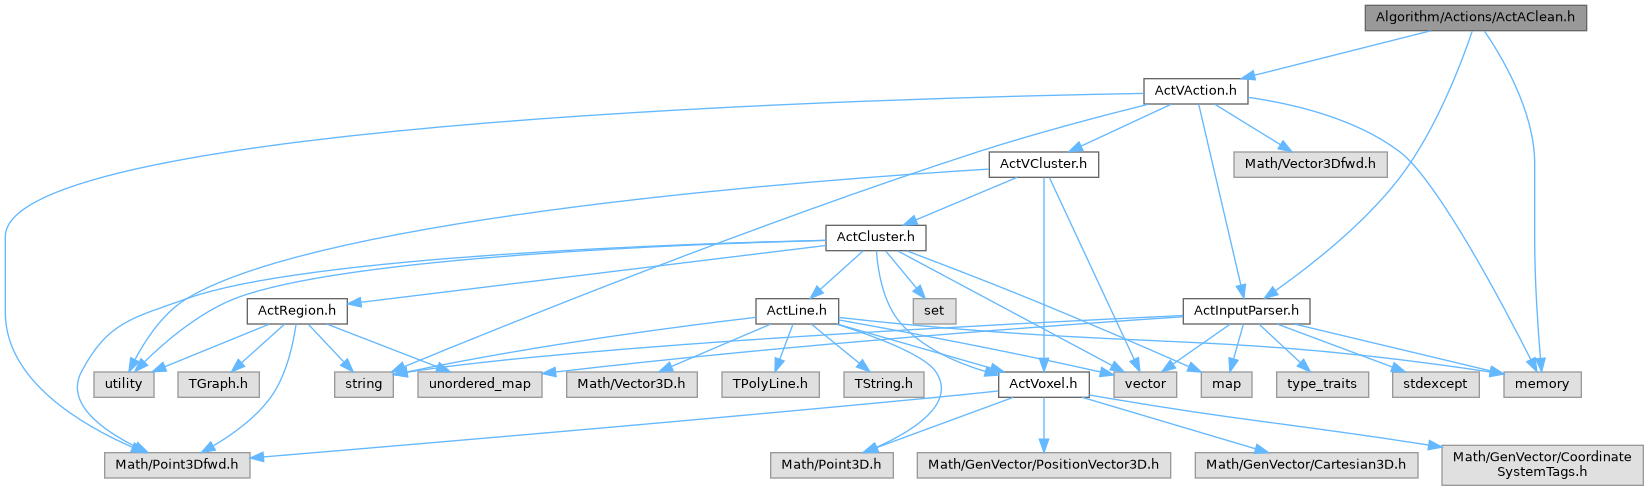 Algorithm/Actions/ActAClean.h
ActVAction.h
ActVCluster.h
Math/Vector3Dfwd.h
ActCluster.h
ActRegion.h
ActLine.h
set
ActInputParser.h
utility
TGraph.h
string
unordered_map
Math/Vector3D.h
TPolyLine.h
TString.h
ActVoxel.h
vector
map
type_traits
stdexcept
memory
Math/Point3Dfwd.h
Math/Point3D.h
Math/GenVector/PositionVector3D.h
Math/GenVector/Cartesian3D.h
Math/GenVector/Coordinate
SystemTags.h